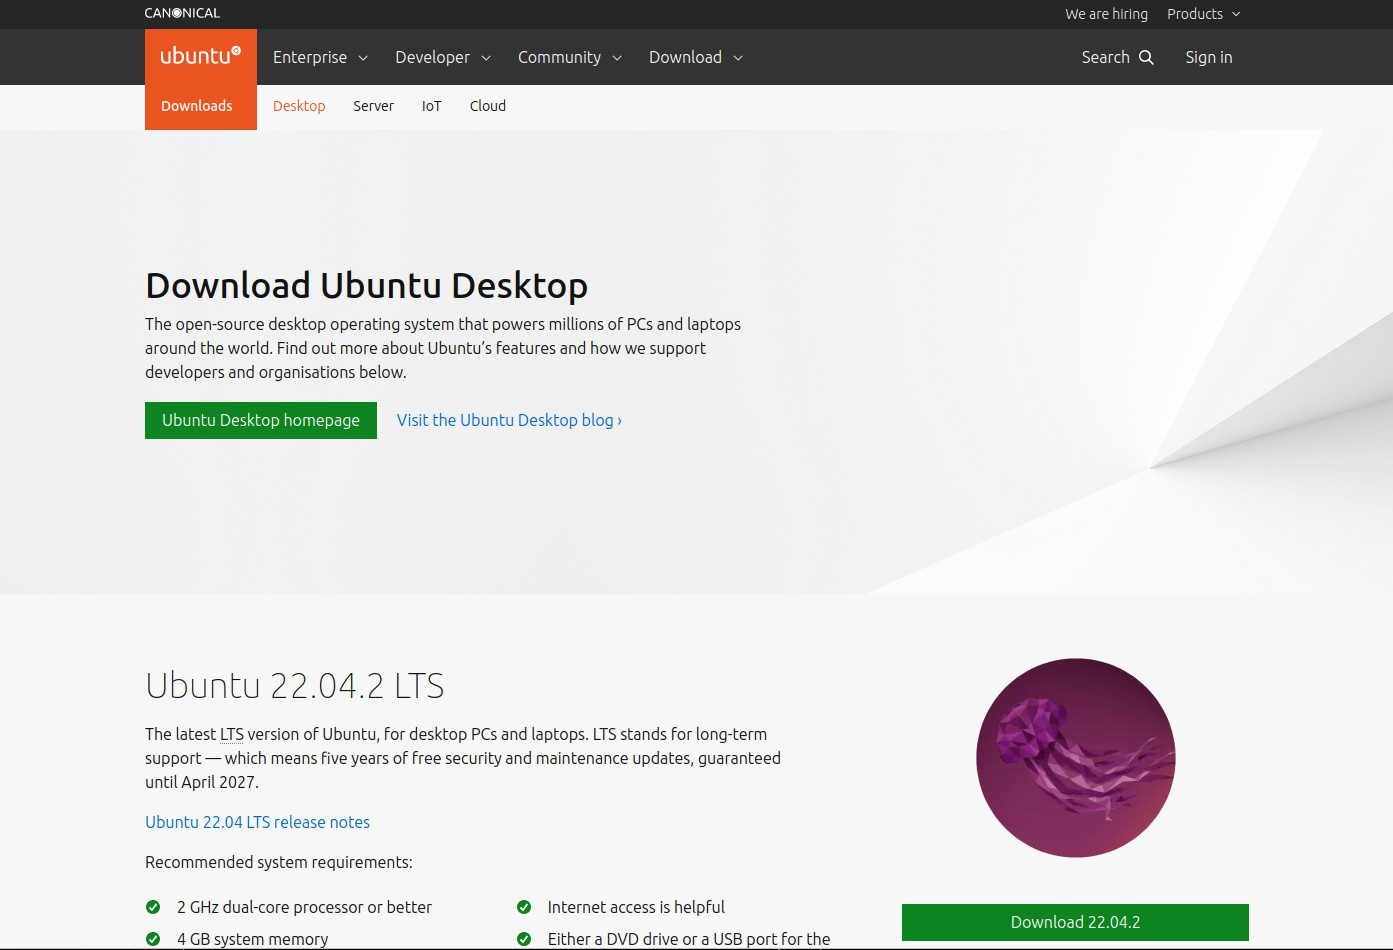 CANONICAL
We are hiring
Products
ubuntu
Enterprise
Developer
Community
Download
Search
Sign in
Downloads
Desktop
Server
IoT
Cloud
Download Ubuntu Desktop
The open-source desktop operating system that powers millions of PCs and laptops
around the world. Find out more about Ubuntu’s features and how we support
developers and organisations below.
Ubuntu Desktop homepage
Visit the Ubuntu Desktop blog ›
Ubuntu 22.04.2 LTS
The latest LTS version of Ubuntu, for desktop PCs and laptops. LTS stands for long-term
support — which means five years of free security and maintenance updates, guaranteed
until April 2027.
Ubuntu 22.04 LTS release notes
Recommended system requirements:
2 GHz dual-core processor or better
4 GB system memory
Internet access is helpful
Either a DVD drive or a USB port for the
Download 22.04.2